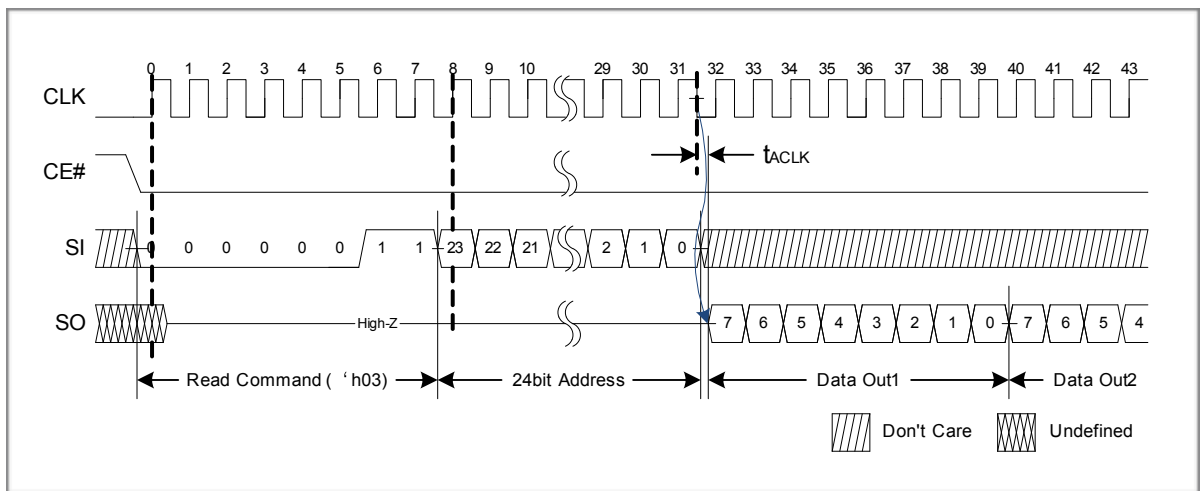 0 1 2 3 4 5 6 7 8 9 10 29 30 31 32 33 34 35 36 37 38 39 40 41 42 43
CLK
tACLK
CE#
SI 0 0 0 0 0 0 1 1 23 22 21 2 1 0
SO High-Z 7 6 5 4 3 2 1 0 7 6 5 4
Read Command ( ‘h03) 24bit Address Data Out1 Data Out2
Don't Care Undefined